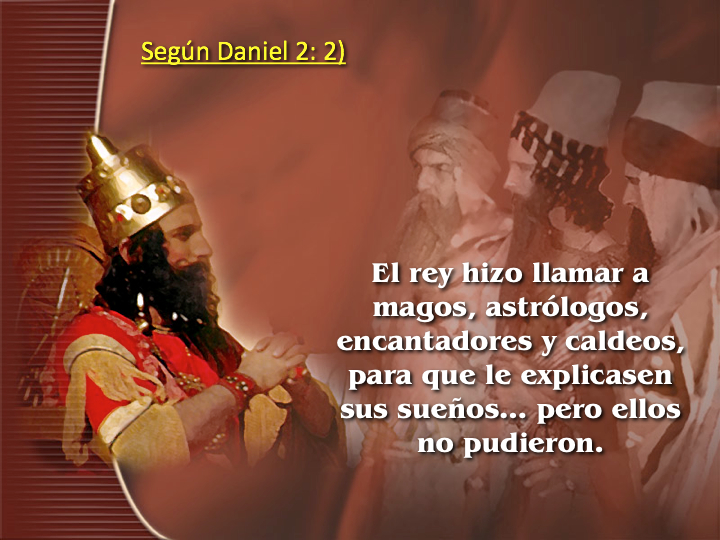 Según Daniel 2: 2)
El rey hizo llamar a
magos, astrólogos,
encantadores y caldeos,
para que le explicasen
sus sueños... pero ellos
no pudieron.